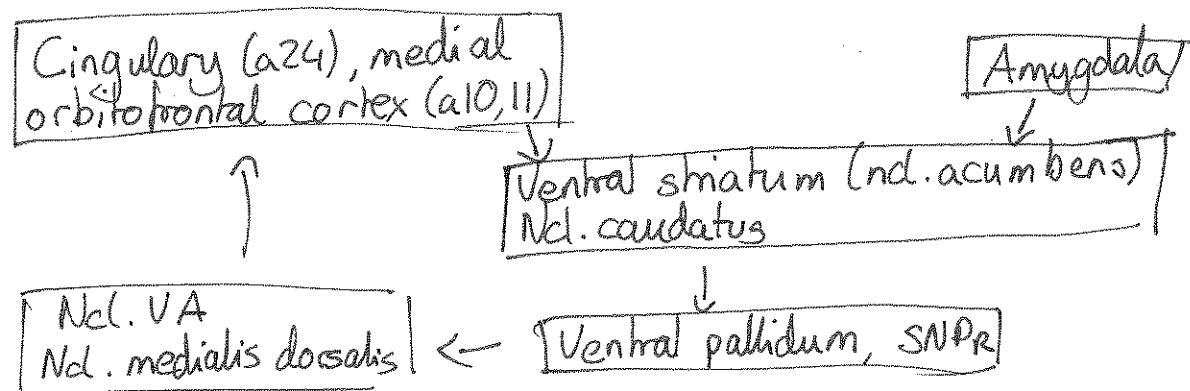 Cingulary (a24), medial
orbitofrontal cortex (a10,11)
Amygdala
Ventral striatum (ncl.acumbens)
Ncl. caudatus
Ncl. VA
Ncl. medialis dorsalis
Ventral pallidum, SNPR